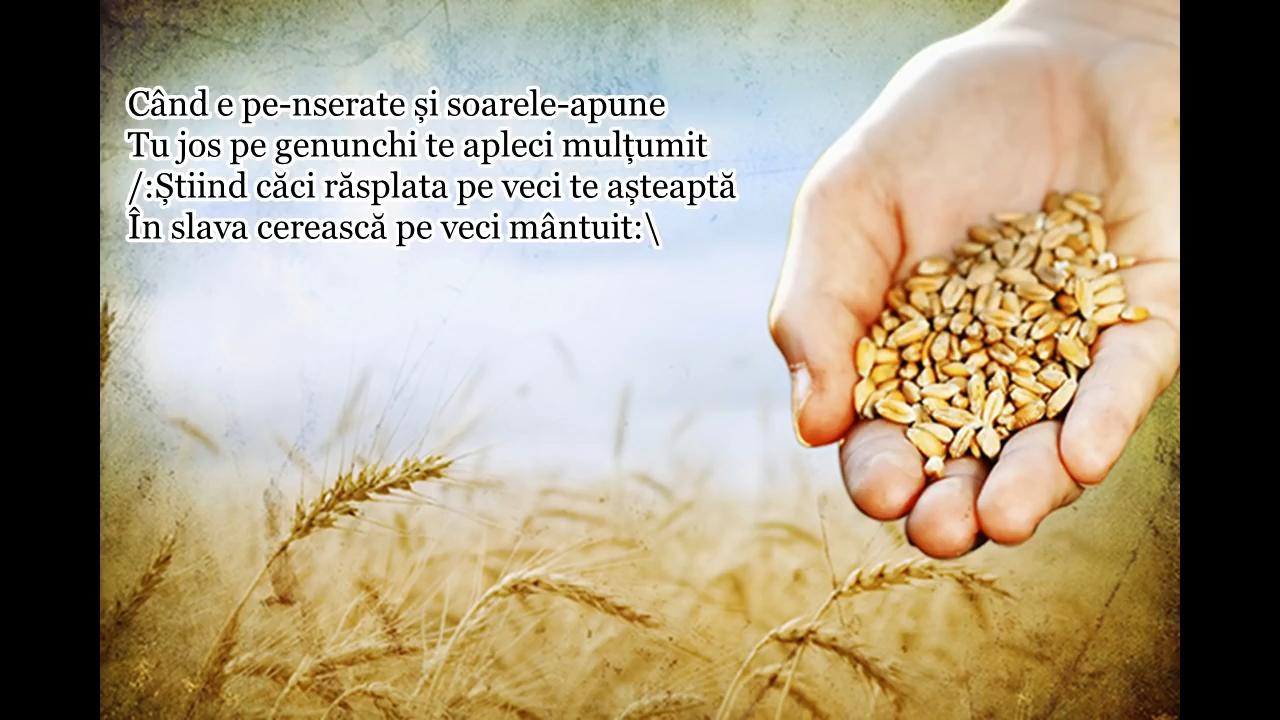 Când e pe-nserate și soarele-apune
Tu jos pe genunchi te apleci mulțumit
/:Știind căci răsplata pe veci te așteaptă
În slava cerească pe veci mântuit:\